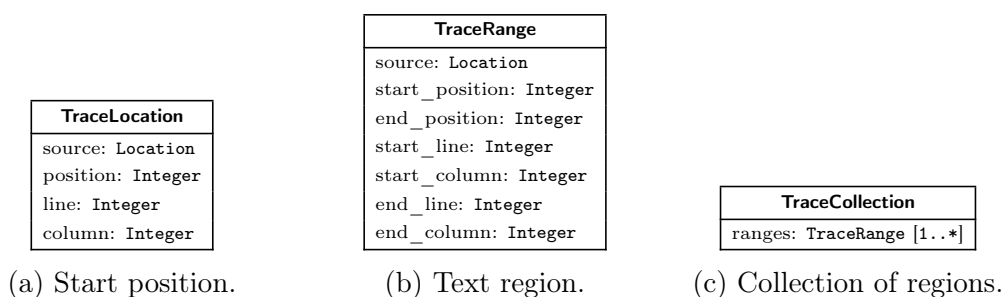 TraceLocation
source: Location
position: Integer
line: Integer
column: Integer
(a) Start position.
TraceRange
source: Location
start_position: Integer
end_position: Integer
start_line: Integer
start_column: Integer
end_line: Integer
end_column: Integer
(b) Text region.
TraceCollection
ranges: TraceRange [1..*]
(c) Collection of regions.